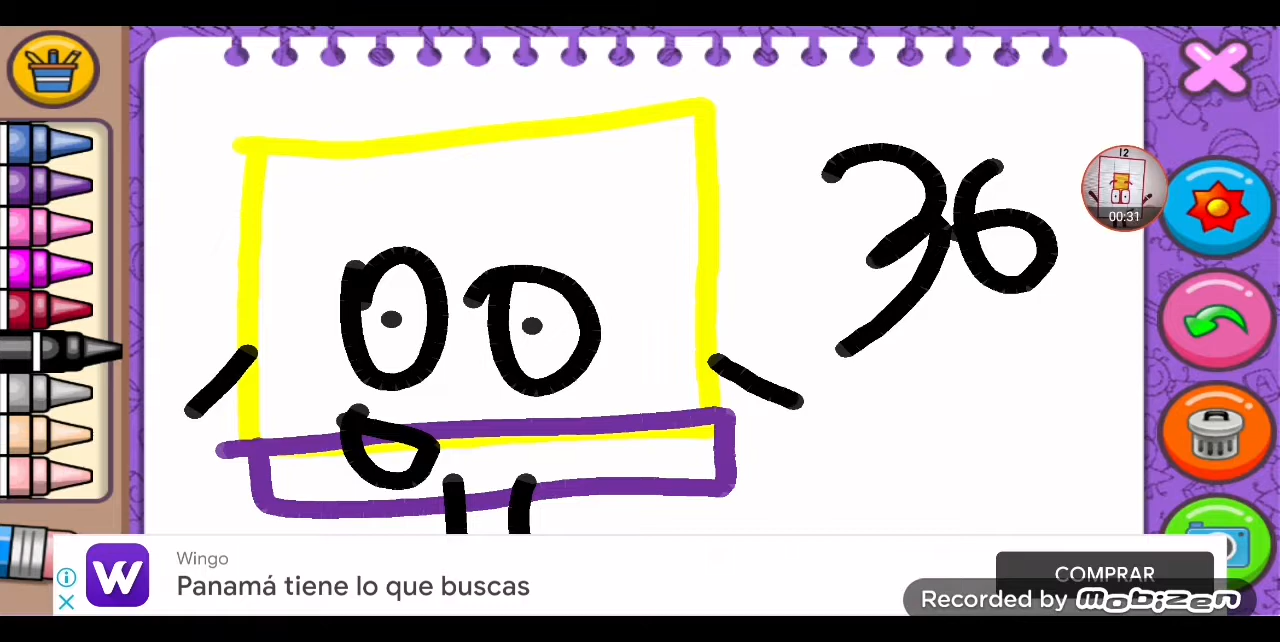 36
12
00:31
W
Wingo
Panamá tiene lo que buscas
COMPRAR
Recorded by mobizen